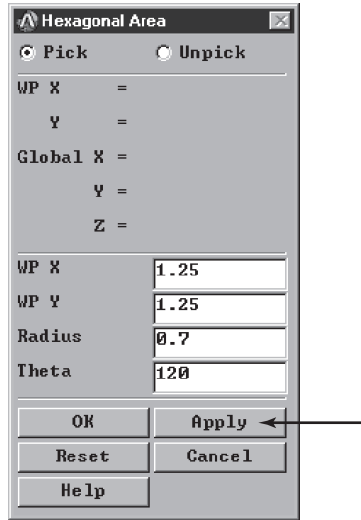 Hexagonal Area
Pick Unpick
WP X =
Y =
Global X =
Y =
Z =
WP X 1.25
WP Y 1.25
Radius 0.7
Theta 120
OK Apply
Reset Cancel
Help